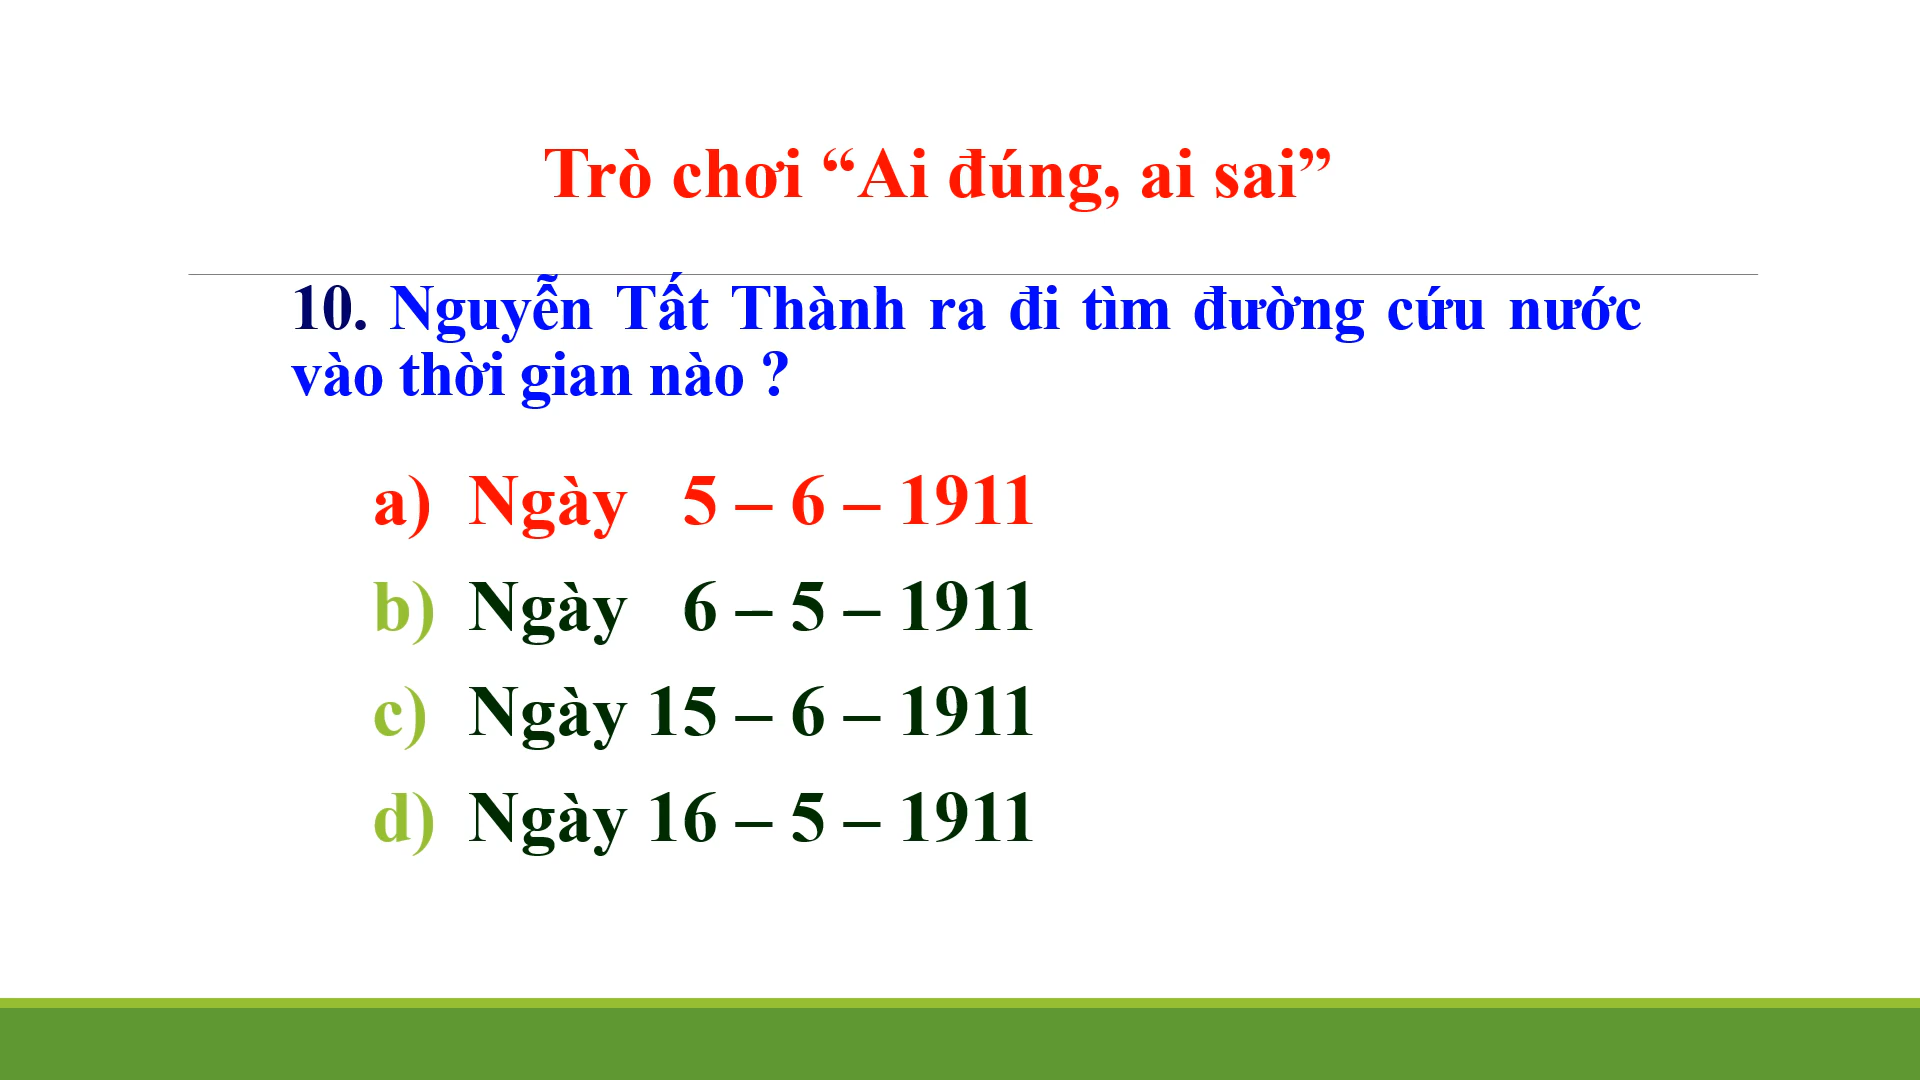 Trò chơi “Ai đúng, ai sai”
10. Nguyễn Tất Thành ra đi tìm đường cứu nước
vào thời gian nào ?
a) Ngày 5 – 6 – 1911
b) Ngày 6 – 5 – 1911
c) Ngày 15 – 6 – 1911
d) Ngày 16 – 5 – 1911